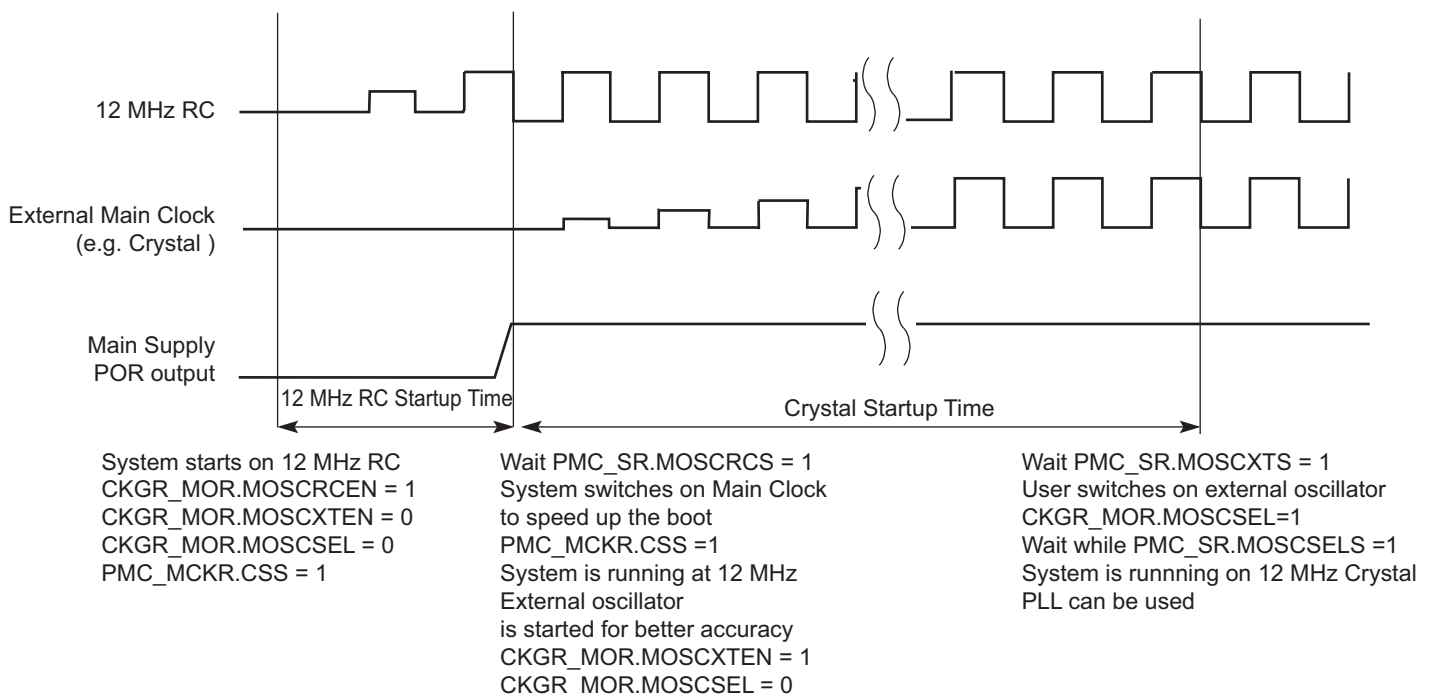 12 MHz RC
External Main Clock
(e.g. Crystal )
Main Supply
POR output
12 MHz RC Startup Time
Crystal Startup Time
System starts on 12 MHz RC
CKGR_MOR.MOSCRCEN = 1
CKGR_MOR.MOSCXTEN = 0
CKGR_MOR.MOSCSEL = 0
PMC_MCKR.CSS = 1
Wait PMC_SR.MOSCRCS = 1
System switches on Main Clock
to speed up the boot
PMC_MCKR.CSS =1
System is running at 12 MHz
External oscillator
is started for better accuracy
CKGR_MOR.MOSCXTEN = 1
CKGR_MOR.MOSCSEL = 0
Wait PMC_SR.MOSCXTS = 1
User switches on external oscillator
CKGR_MOR.MOSCSEL=1
Wait while PMC_SR.MOSCSELS =1
System is runnning on 12 MHz Crystal
PLL can be used